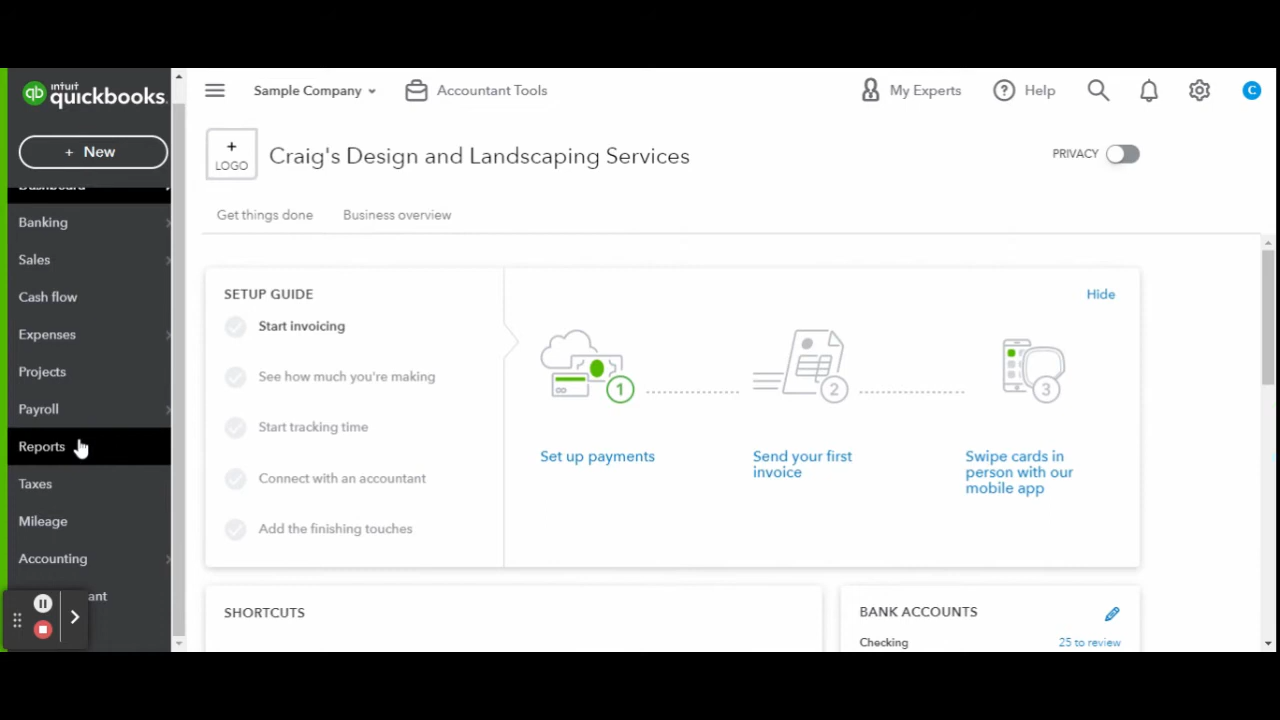 intuit
quickbooks.
Sample Company
Accountant Tools
My Experts
Help
C
+ New
+
LOGO
Craig's Design and Landscaping Services
PRIVACY
Dashboard
Banking
Sales
Cash flow
Expenses
Projects
Payroll
Reports
Taxes
Mileage
Accounting
ant
Get things done
Business overview
SETUP GUIDE
Hide
Start invoicing
See how much you're making
Start tracking time
Connect with an accountant
Add the finishing touches
1
2
3
Set up payments
Send your first
invoice
Swipe cards in
person with our
mobile app
SHORTCUTS
BANK ACCOUNTS
Checking
25 to review